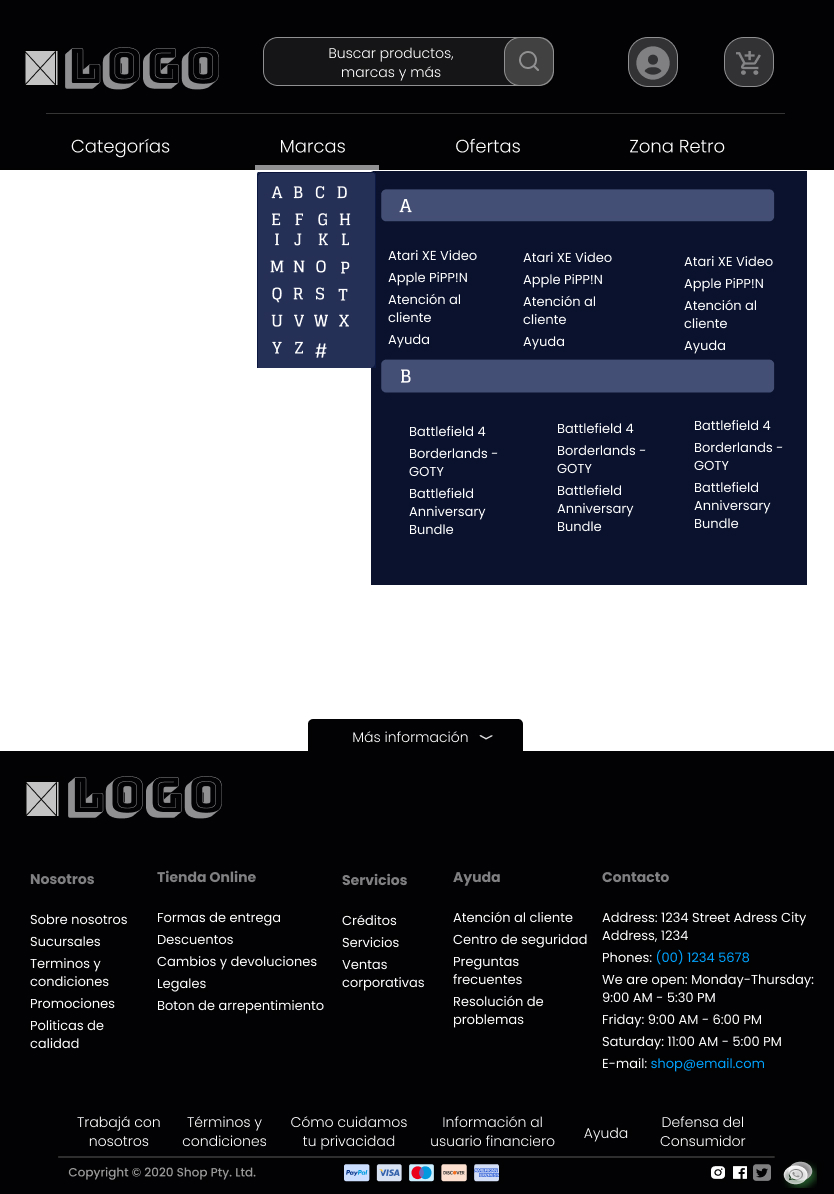 LOGO
Buscar productos,
marcas y más
Categorías
Marcas
Ofertas
Zona Retro
A B C D
E F G H
I J K L
M N O P
Q R S T
U V W X
Y Z #
A
Atari XE Video
Apple PiPP!N
Atención al
cliente
Ayuda
Atari XE Video
Apple PiPP!N
Atención al
cliente
Ayuda
Atari XE Video
Apple PiPP!N
Atención al
cliente
Ayuda
B
Battlefield 4
Borderlands -
GOTY
Battlefield
Anniversary
Bundle
Battlefield 4
Borderlands -
GOTY
Battlefield
Anniversary
Bundle
Battlefield 4
Borderlands -
GOTY
Battlefield
Anniversary
Bundle
Más información
LOGO
Nosotros
Sobre nosotros
Sucursales
Terminos y
condiciones
Promociones
Politicas de
calidad
Tienda Online
Formas de entrega
Descuentos
Cambios y devoluciones
Legales
Boton de arrepentimiento
Servicios
Créditos
Servicios
Ventas
corporativas
Ayuda
Atención al cliente
Centro de seguridad
Preguntas
frecuentes
Resolución de
problemas
Contacto
Address: 1234 Street Adress City
Address, 1234
Phones: (00) 1234 5678
We are open: Monday-Thursday:
9:00 AM - 5:30 PM
Friday: 9:00 AM - 6:00 PM
Saturday: 11:00 AM - 5:00 PM
E-mail: shop@email.com
Trabajá con
nosotros
Términos y
condiciones
Cómo cuidamos
tu privacidad
Información al
usuario financiero
Ayuda
Defensa del
Consumidor
Copyright © 2020 Shop Pty. Ltd.
PayPal
VISA
DISCOVER
AMERICAN
EXPRESS